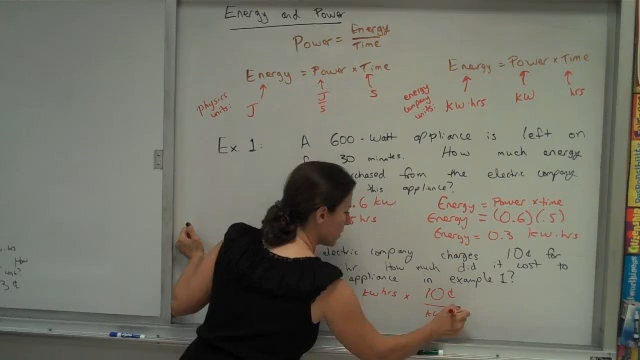 Energy and Power
Power = Energy / Time
Energy = Power x Time
physics units: J J/S S
Energy = Power x Time
energy company units: kw·hrs kw hrs
Ex 1: A 600-watt appliance is left on
30 minutes. How much energy
purchased from the electric company
this appliance?
.6 kw
hrs
Energy = Power x time
Energy = (0.6)(.5)
Energy = 0.3 kw·hrs
electric company charges 10¢ for
hr. How much did it cost to
appliance in example 1?
kw hrs x 10¢